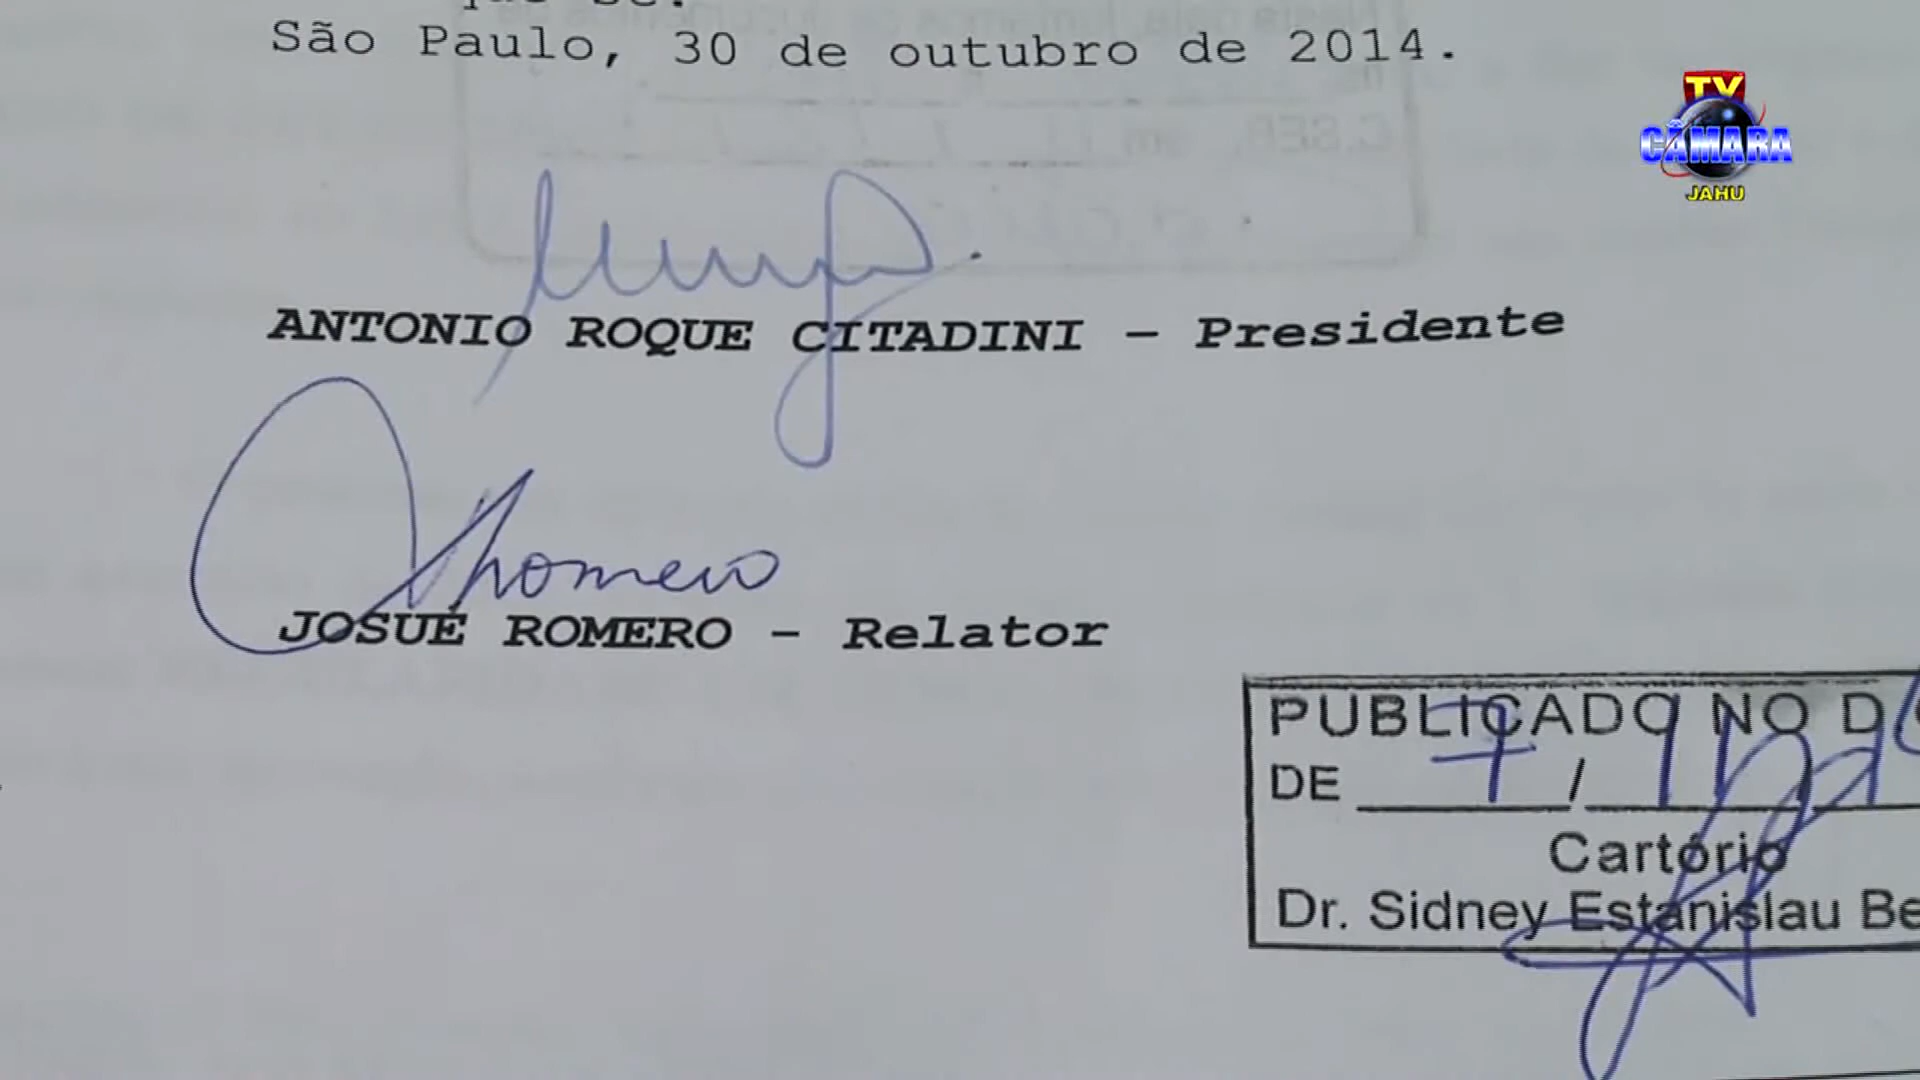 São Paulo, 30 de outubro de 2014.
TV
CÂMARA
JAHU
ANTONIO ROQUE CITADINI – Presidente
JOSUÉ ROMERO – Relator
PUBLICADO NO D
DE 7 / 11
Cartório
Dr. Sidney Estanislau Be